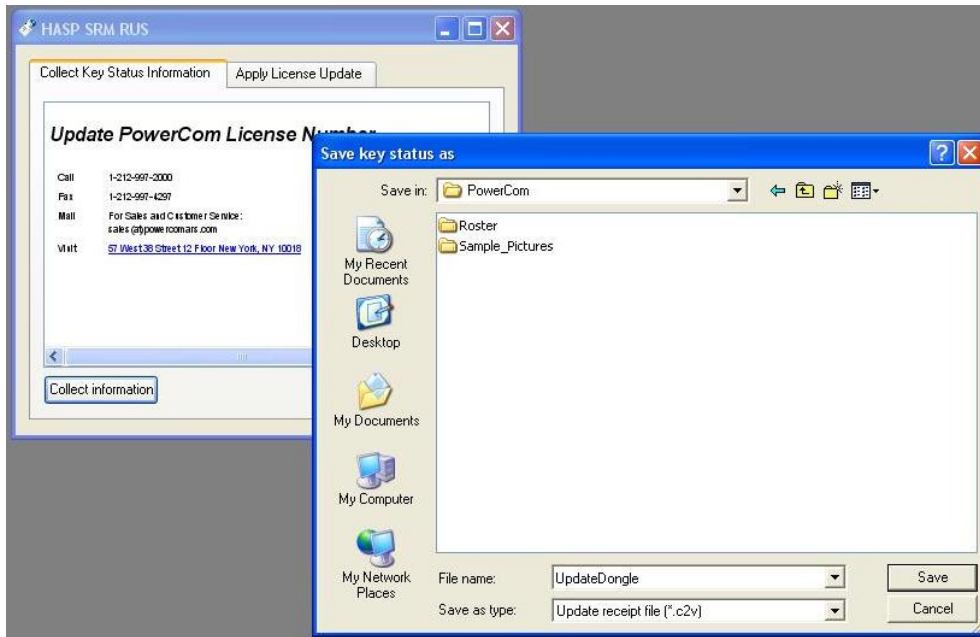 HASP SRM RUS
Collect Key Status Information
Apply License Update
Update PowerCom License Number
Call 1-212-997-2000
Fax 1-212-997-4297
Mail For Sales and Customer Service:
sales (at)powercomars.com
Visit 57 West 38 Street 12 Floor New York, NY 10018
Collect information
Save key status as
Save in: PowerCom
Roster
Sample_Pictures
My Recent
Documents
Desktop
My Documents
My Computer
My Network
Places
File name: UpdateDongle
Save
Save as type: Update receipt file (*.c2v)
Cancel